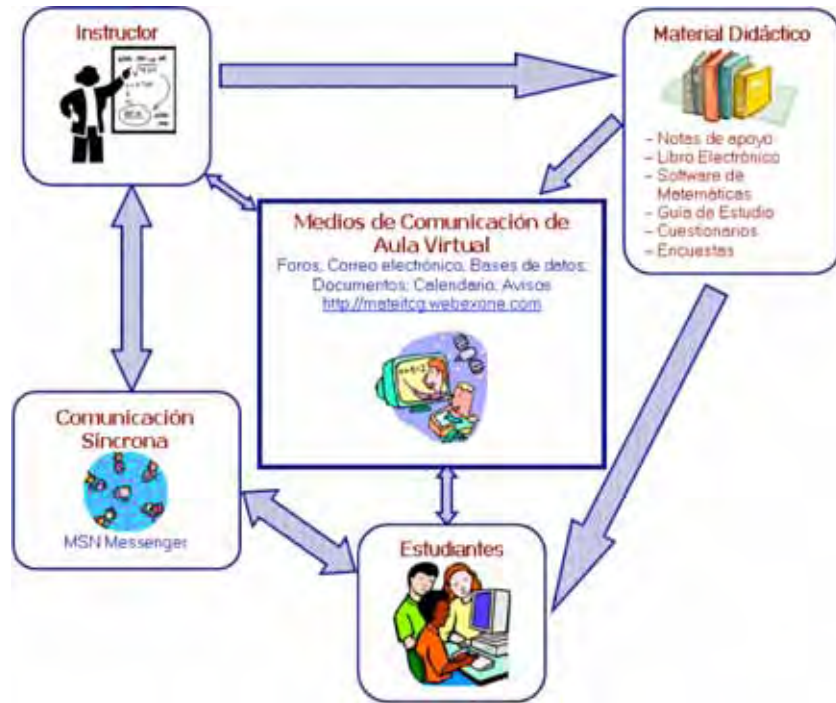 Instructor
Material Didáctico
– Notas de apoyo
– Libro Electrónico
– Software de
Matemáticas
– Guía de Estudio
– Cuestionarios
– Encuestas
Medios de Comunicación de
Aula Virtual
Foros, Correo electrónico, Bases de datos,
Documentos, Calendario, Avisos
http://mateitcg.webexone.com
Comunicación
Síncrona
MSN Messenger
Estudiantes